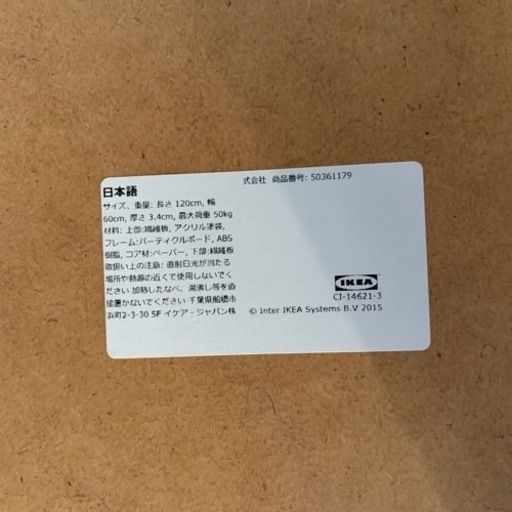 日本語
サイズ、重量: 長さ 120cm, 幅
60cm, 厚さ 3.4cm, 最大荷重 50kg
材料: 上部:繊維板, アクリル塗装,
フレーム:パーティクルボード, ABS
樹脂, コア材:ペーパー, 下部:繊維板
取扱い上の注意: 直射日光が当たる
場所や熱源の近くで使用しないでく
ださい 加熱したなべ、湯沸し等を直
接置かないでください 千葉県船橋市
浜町2-3-30 5F イケア・ジャパン株
式会社 商品番号: 50361179
IKEA
CI-14621-3
© Inter IKEA Systems B.V 2015